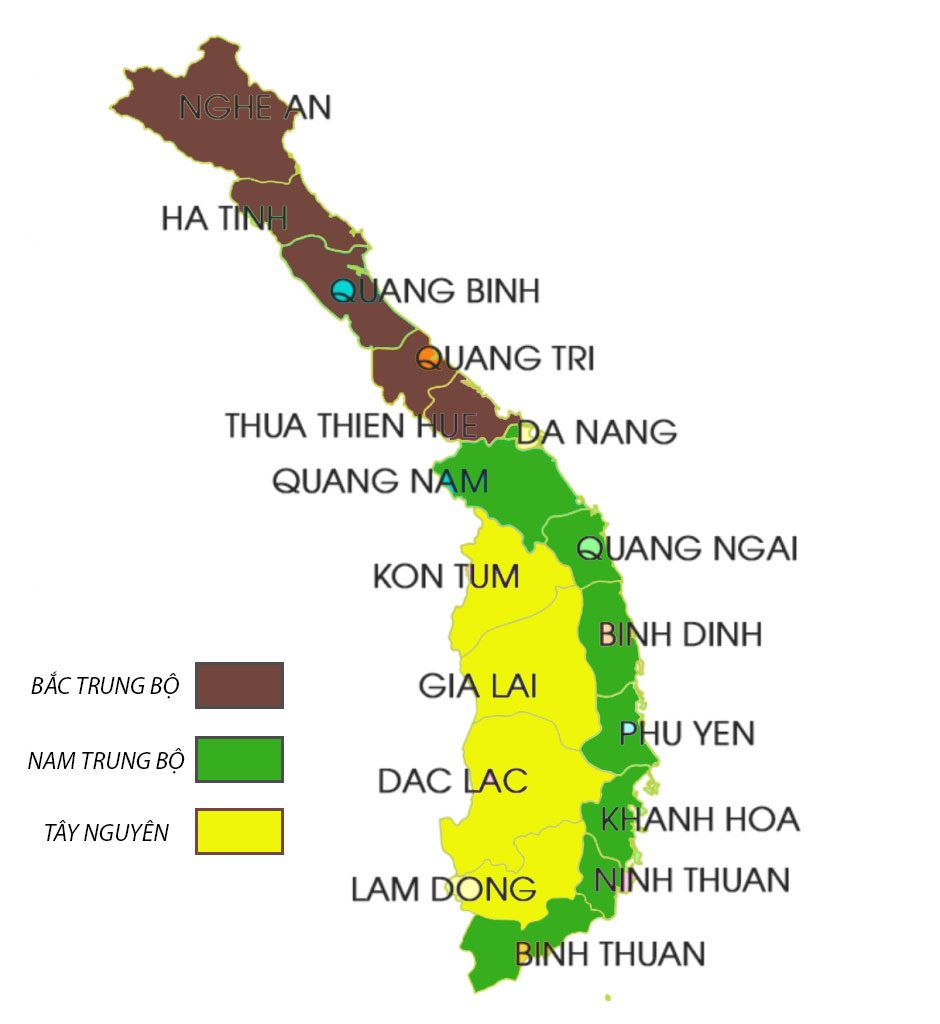 NGHE AN
HA TINH
QUANG BINH
QUANG TRI
THUA THIEN HUE
DA NANG
QUANG NAM
QUANG NGAI
KON TUM
BINH DINH
GIA LAI
PHU YEN
DAC LAC
KHANH HOA
LAM DONG
NINH THUAN
BINH THUAN
BẮC TRUNG BỘ
NAM TRUNG BỘ
TÂY NGUYÊN